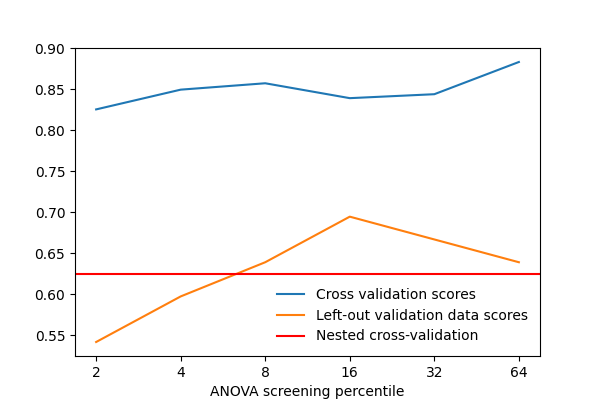 0.90
0.85
0.80
0.75
0.70
0.65
0.60
0.55
Cross validation scores
Left-out validation data scores
Nested cross-validation
2 4 8 16 32 64
ANOVA screening percentile